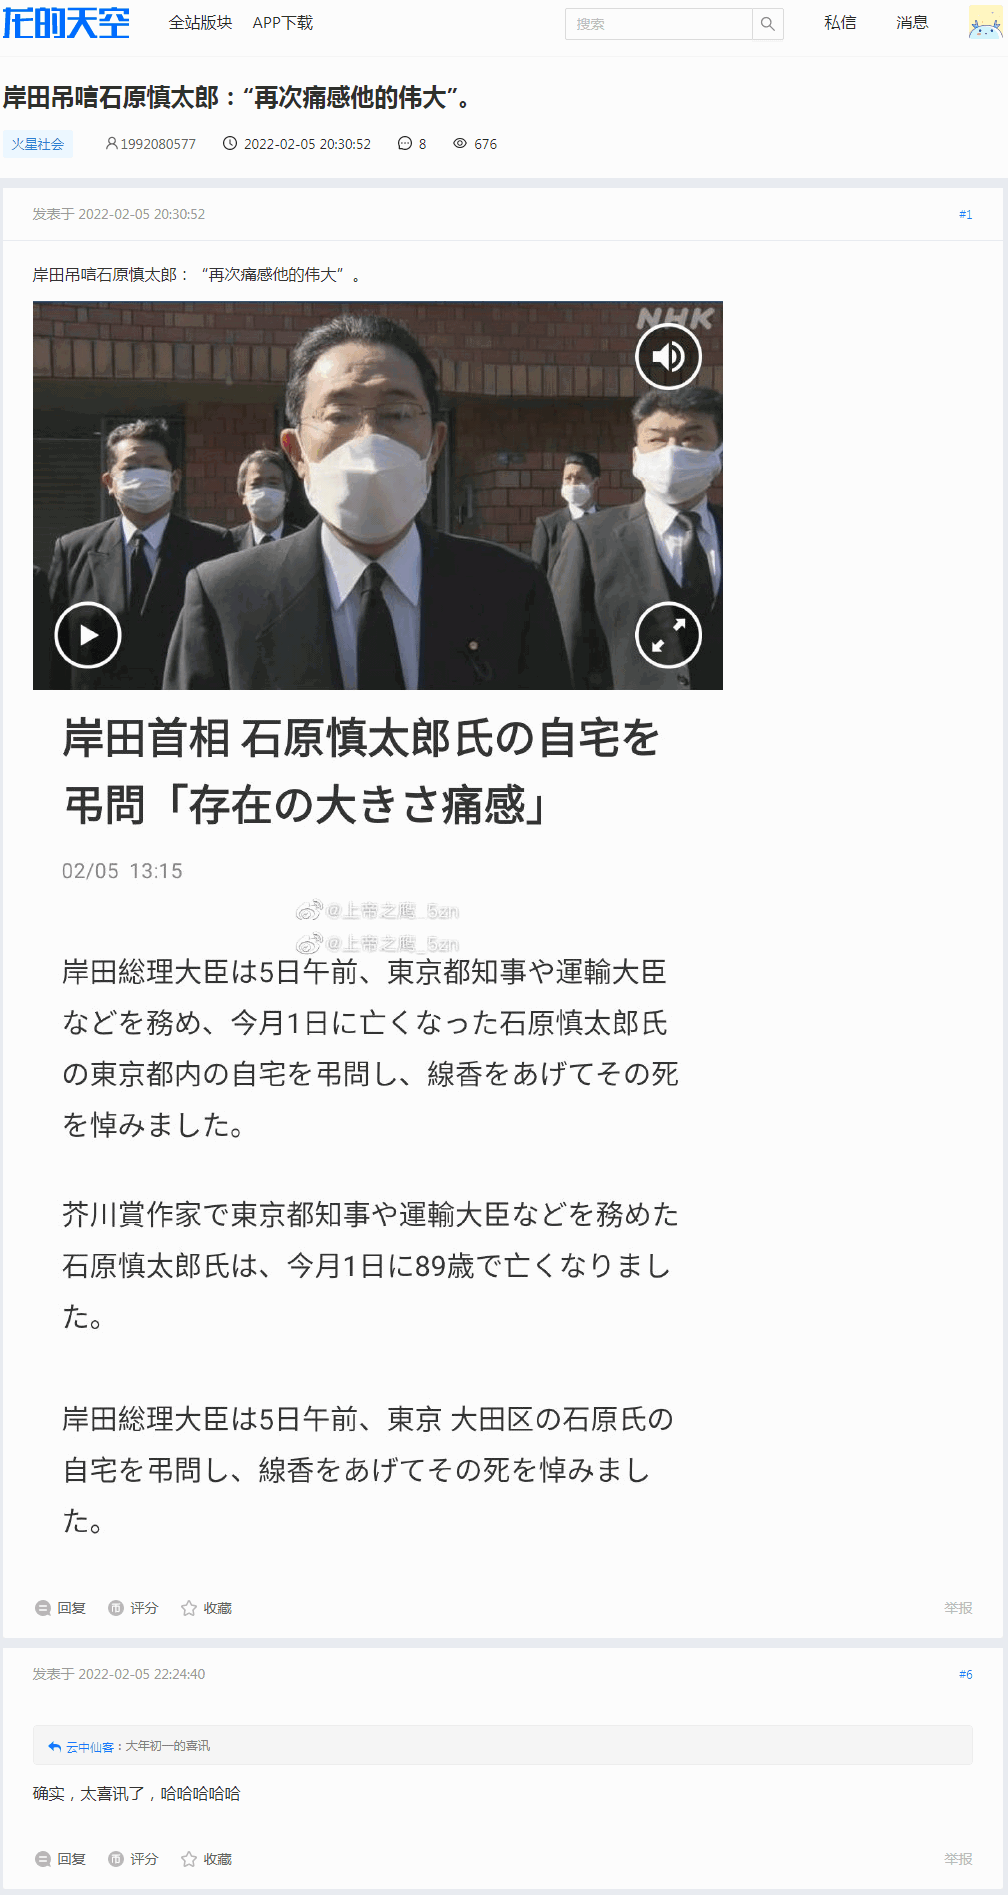 龙的天空
全站版块 APP下载
搜索
私信 消息
岸田吊唁石原慎太郎：“再次痛感他的伟大”。
火星社会 1992080577 2022-02-05 20:30:52 8 676
发表于 2022-02-05 20:30:52 #1
岸田吊唁石原慎太郎：“再次痛感他的伟大”。
NHK
岸田首相 石原慎太郎氏の自宅を
弔問「存在の大きさ痛感」
02/05 13:15
@上帝之鹰_5zn
@上帝之鹰_5zn
岸田総理大臣は5日午前、東京都知事や運輸大臣
などを務め、今月1日に亡くなった石原慎太郎氏
の東京都内の自宅を弔問し、線香をあげてその死
を悼みました。
芥川賞作家で東京都知事や運輸大臣などを務めた
石原慎太郎氏は、今月1日に89歳で亡くなりまし
た。
岸田総理大臣は5日午前、東京 大田区の石原氏の
自宅を弔問し、線香をあげてその死を悼みまし
た。
回复 评分 收藏 举报
发表于 2022-02-05 22:24:40 #6
云中仙客：大年初一的喜讯
确实，太喜讯了，哈哈哈哈哈
回复 评分 收藏 举报